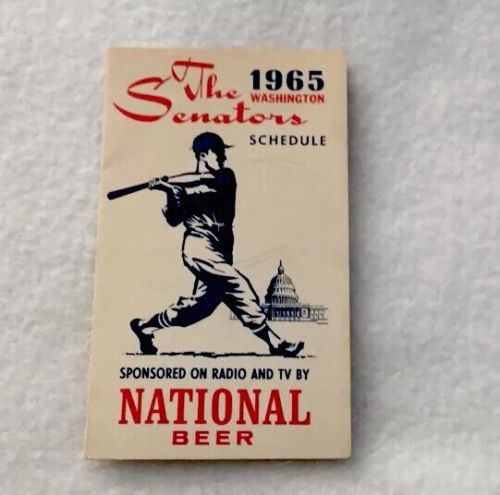 The 1965
Senators WASHINGTON
SCHEDULE
SPONSORED ON RADIO AND TV BY
NATIONAL
BEER